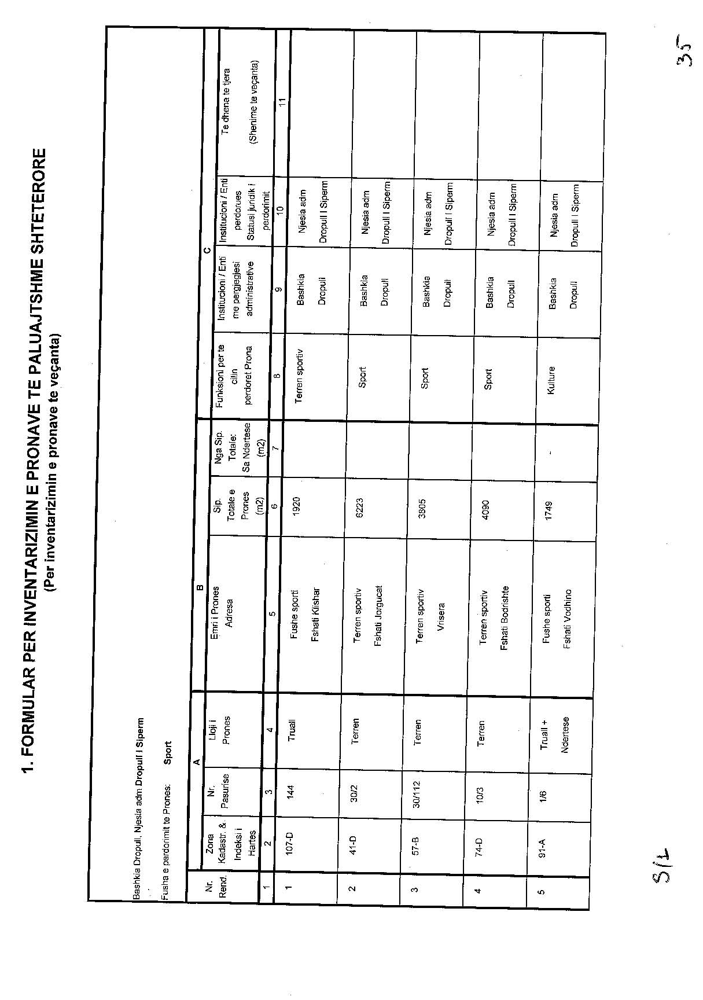 1. FORMULAR PER INVENTARIZIMIN E PRONAVE TE PALUAJTSHME SHTETERORE
(Per inventarizimin e pronave te veçanta)
Bashkia Dropull, Njesia adm Dropull I Siperm
Fusha e perdorimit te Prones: Sport
A B C
Nr. Rend. | Zona Kadastr. & Indeksi i Hartes | Nr. Pasurise | Lloji i Prones | Emri i Prones Adresa | Sip. Totale e Prones (m2) | Nga Sip. Totale: Sa Ndertese (m2) | Funksioni per te cilin perdoret Prona | Institucioni / Enti me pergjegjesi administrative | Institucioni / Enti perdorues Statusi juridik i perdorimit | Te dhena te tjera (Shenime te veçanta)
1 2 3 4 5 6 7 8 9 10 11
1 107-D 144 Truall Fushe sporti Fshati Klishar 1920 Terren sportiv Bashkia Dropull Njesia adm Dropull I Siperm
2 41-D 30/2 Terren Terren sportiv Fshati Jorgucat 6223 Sport Bashkia Dropull Njesia adm Dropull I Siperm
3 57-B 30/112 Terren Terren sportiv Vrisera 3805 Sport Bashkia Dropull Njesia adm Dropull I Siperm
4 74-D 10/3 Terren Terren sportiv Fshati Bodrishte 4090 Sport Bashkia Dropull Njesia adm Dropull I Siperm
5 91-A 1/6 Truall + Ndertese Fushe sporti Fshati Vodhino 1749 - Kulture Bashkia Dropull Njesia adm Dropull I Siperm
35